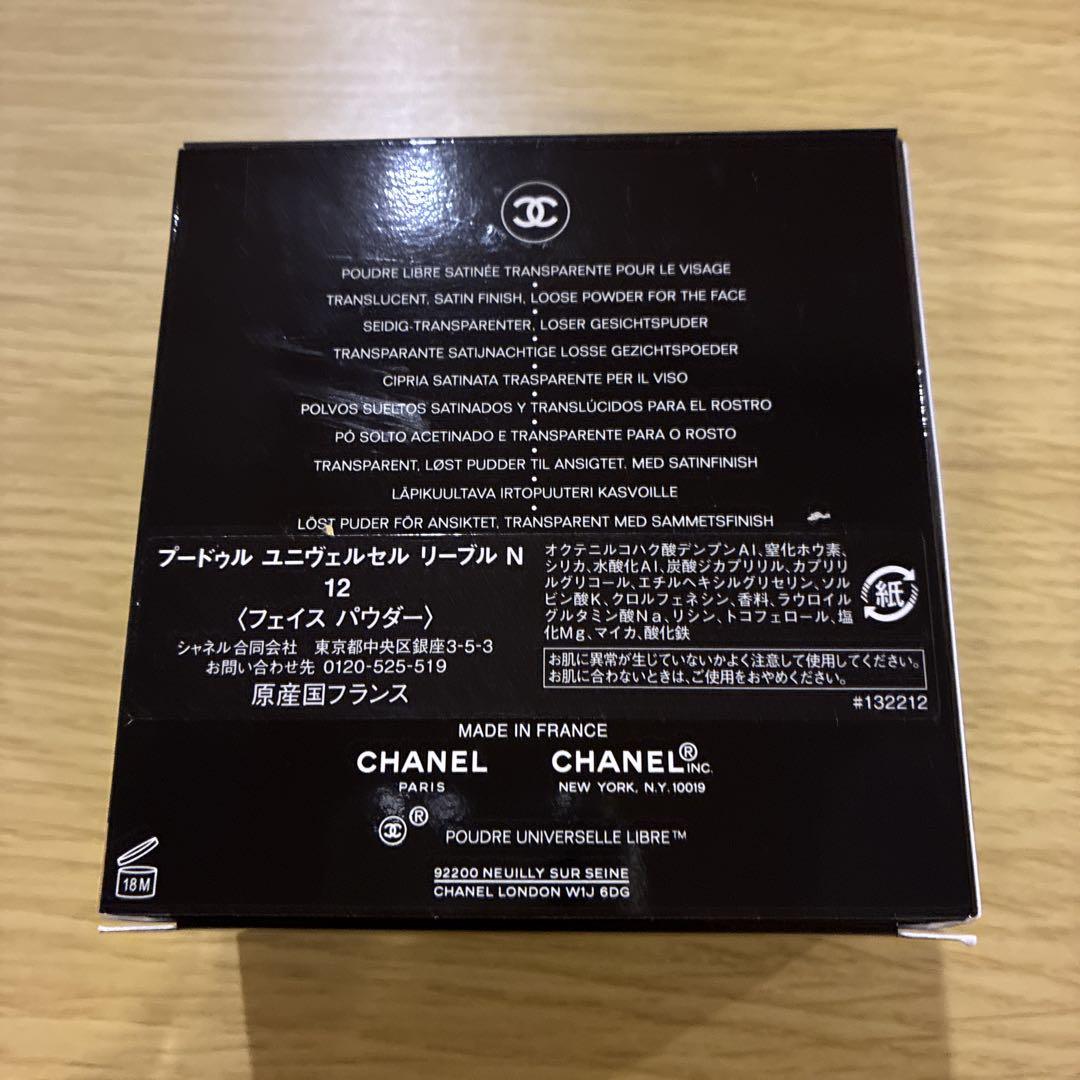 POUDRE LIBRE SATINÉE TRANSPARENTE POUR LE VISAGE
TRANSLUCENT, SATIN FINISH, LOOSE POWDER FOR THE FACE
SEIDIG-TRANSPARENTER, LOSER GESICHTSPUDER
TRANSPARANTE SATIJNACHTIGE LOSSE GEZICHTSPOEDER
CIPRIA SATINATA TRASPARENTE PER IL VISO
POLVOS SUELTOS SATINADOS Y TRANSLÚCIDOS PARA EL ROSTRO
PÓ SOLTO ACETINADO E TRANSPARENTE PARA O ROSTO
TRANSPARENT, LØST PUDDER TIL ANSIGTET, MED SATINFINISH
LÄPIKUULTAVA IRTOPUUTERI KASVOILLE
LÖST PUDER FÖR ANSIKTET, TRANSPARENT MED SAMMETSFINISH
プードゥル ユニヴェルセル リーブル N
12
〈フェイス パウダー〉
シャネル合同会社 東京都中央区銀座3-5-3
お問い合わせ先 0120-525-519
原産国フランス
オクテニルコハク酸デンプンAl、窒化ホウ素、
シリカ、水酸化Al、炭酸ジカプリリル、カプリリ
ルグリコール、エチルヘキシルグリセリン、ソル
ビン酸K、クロルフェネシン、香料、ラウロイル
グルタミン酸Na、リシン、トコフェロール、塩
化Mg、マイカ、酸化鉄
紙
お肌に異常が生じていないかよく注意して使用してください。
お肌に合わないときは、ご使用をおやめください。
#132212
MADE IN FRANCE
CHANEL
PARIS
CHANEL® INC.
NEW YORK, N.Y. 10019
®
POUDRE UNIVERSELLE LIBRE™
92200 NEUILLY SUR SEINE
CHANEL LONDON W1J 6DG
18M